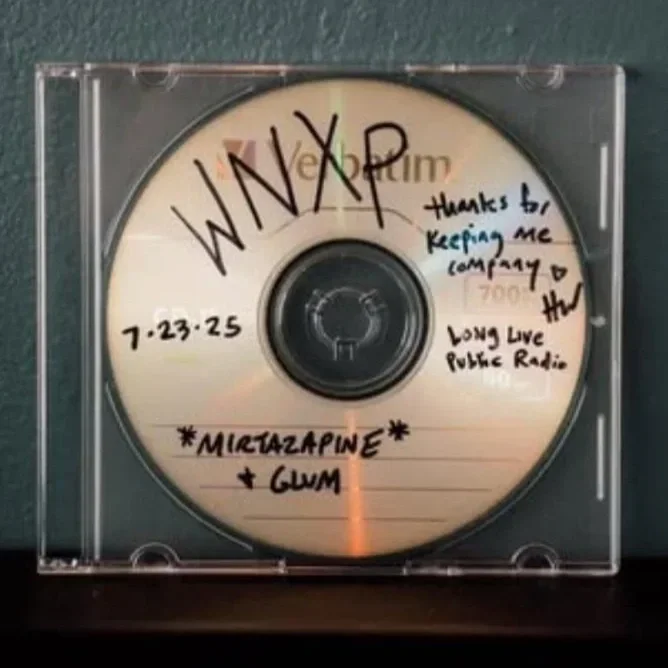 WNXP
Verbatim
thanks for
keeping me
company ♡
HW
700
7.23.25
Long Live
Public Radio
*MIRTAZAPINE*
+ GLUM